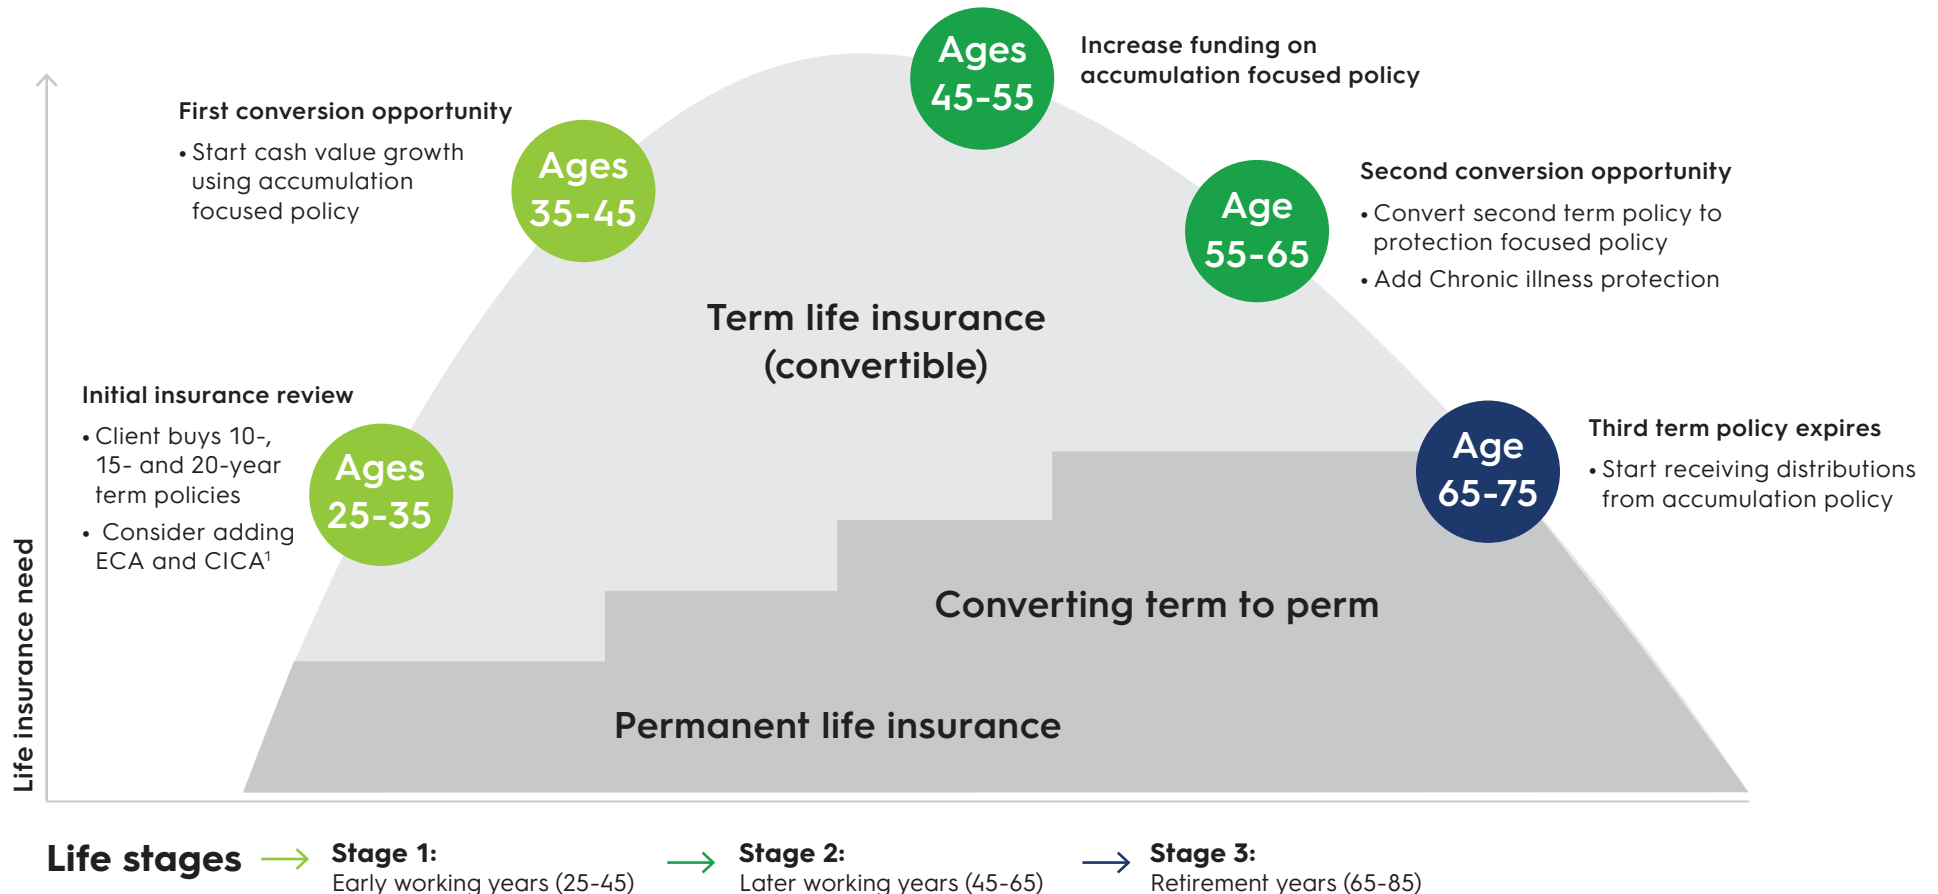 Ages
45-55
Increase funding on
accumulation focused policy
First conversion opportunity
• Start cash value growth
using accumulation
focused policy
Ages
35-45
Second conversion opportunity
• Convert second term policy to
protection focused policy
• Add Chronic illness protection
Age
55-65
Term life insurance
(convertible)
Initial insurance review
• Client buys 10-,
15- and 20-year
term policies
• Consider adding
ECA and CICA¹
Ages
25-35
Age
65-75
Third term policy expires
• Start receiving distributions
from accumulation policy
Converting term to perm
Permanent life insurance
Life insurance need
Life stages
Stage 1:
Early working years (25-45)
Stage 2:
Later working years (45-65)
Stage 3:
Retirement years (65-85)